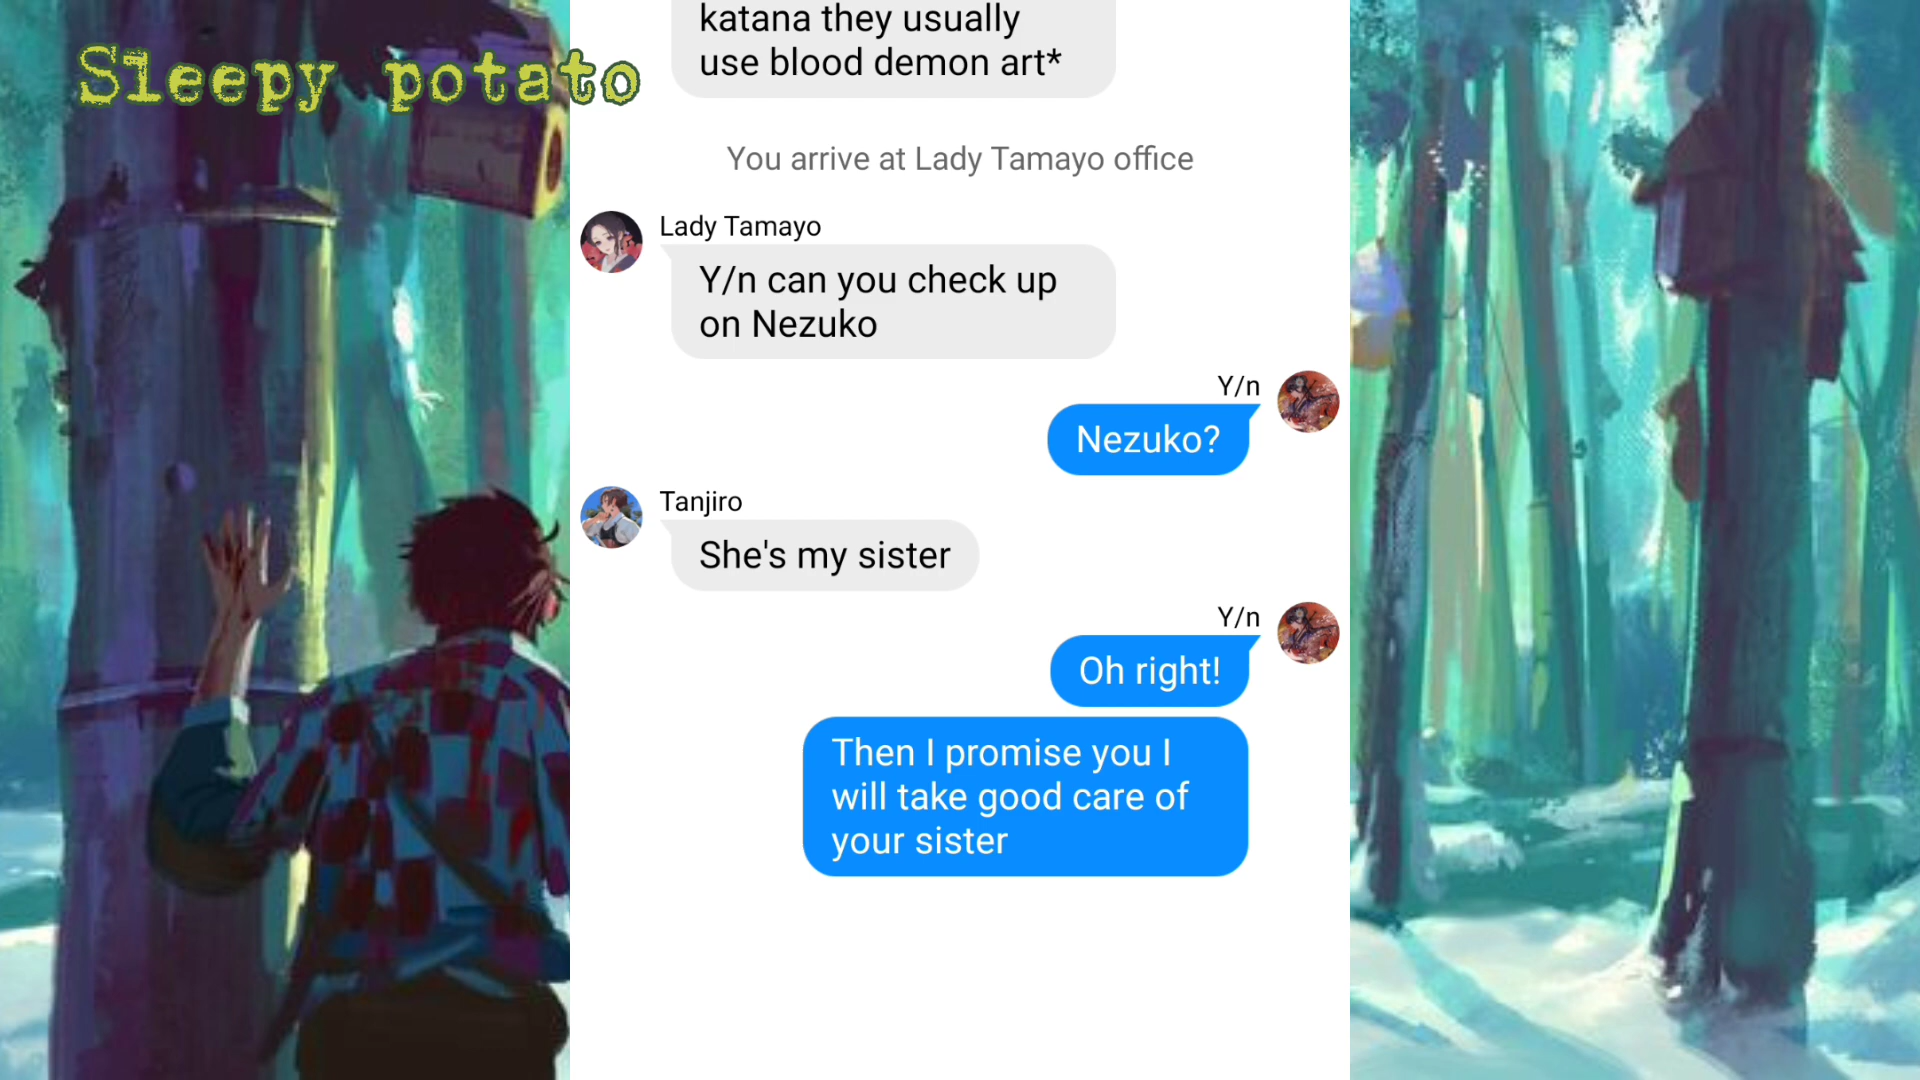 Sleepy potato
katana they usually
use blood demon art*
You arrive at Lady Tamayo office
Lady Tamayo
Y/n can you check up
on Nezuko
Y/n
Nezuko?
Tanjiro
She's my sister
Y/n
Oh right!
Then I promise you I
will take good care of
your sister